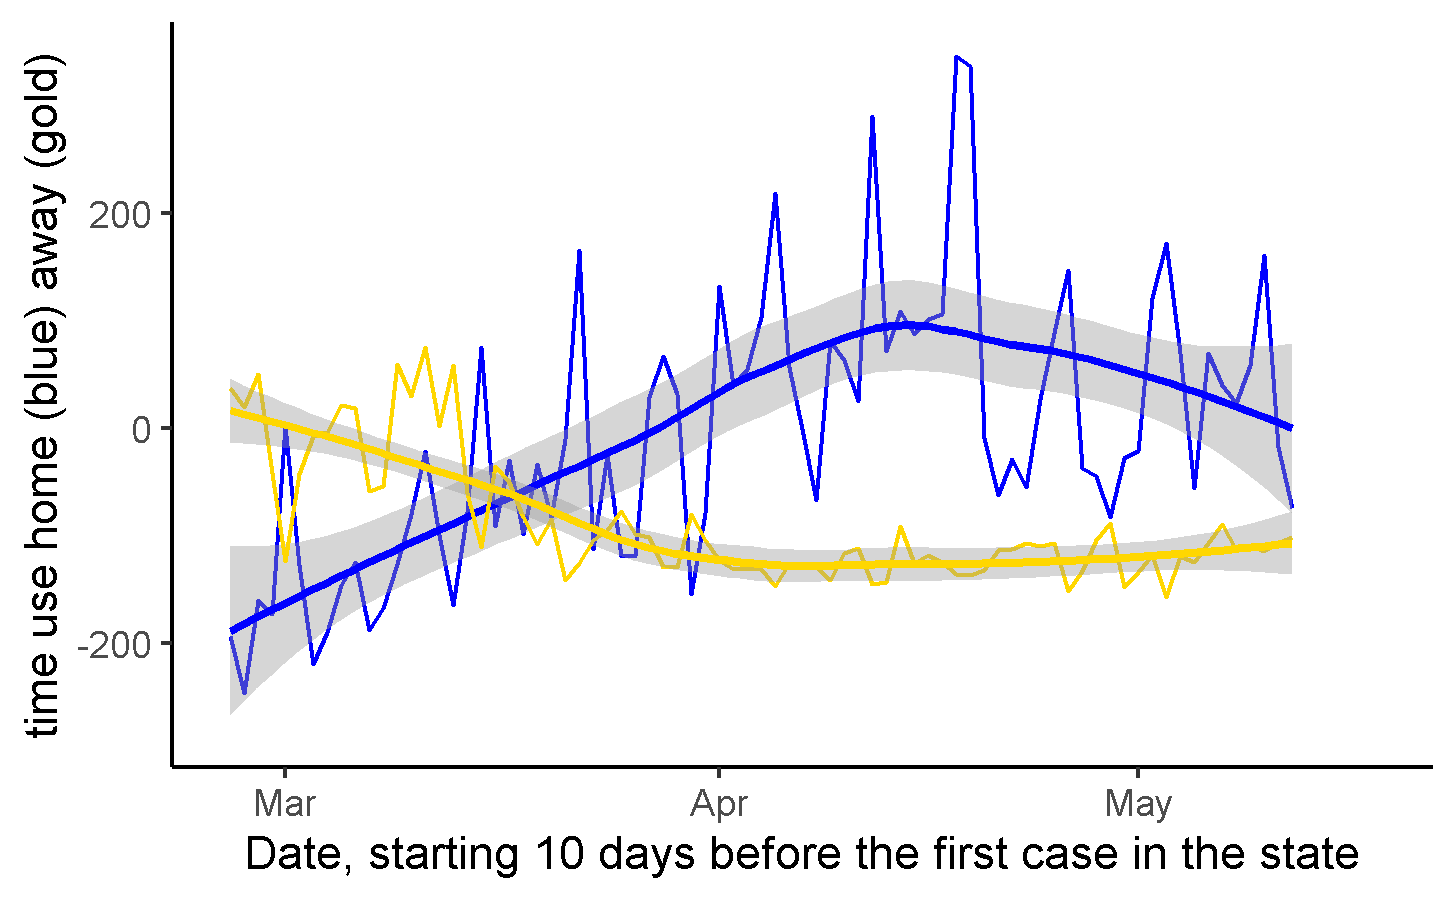 time use home (blue) away (gold)
200
0
-200
Mar
Apr
May
Date, starting 10 days before the first case in the state